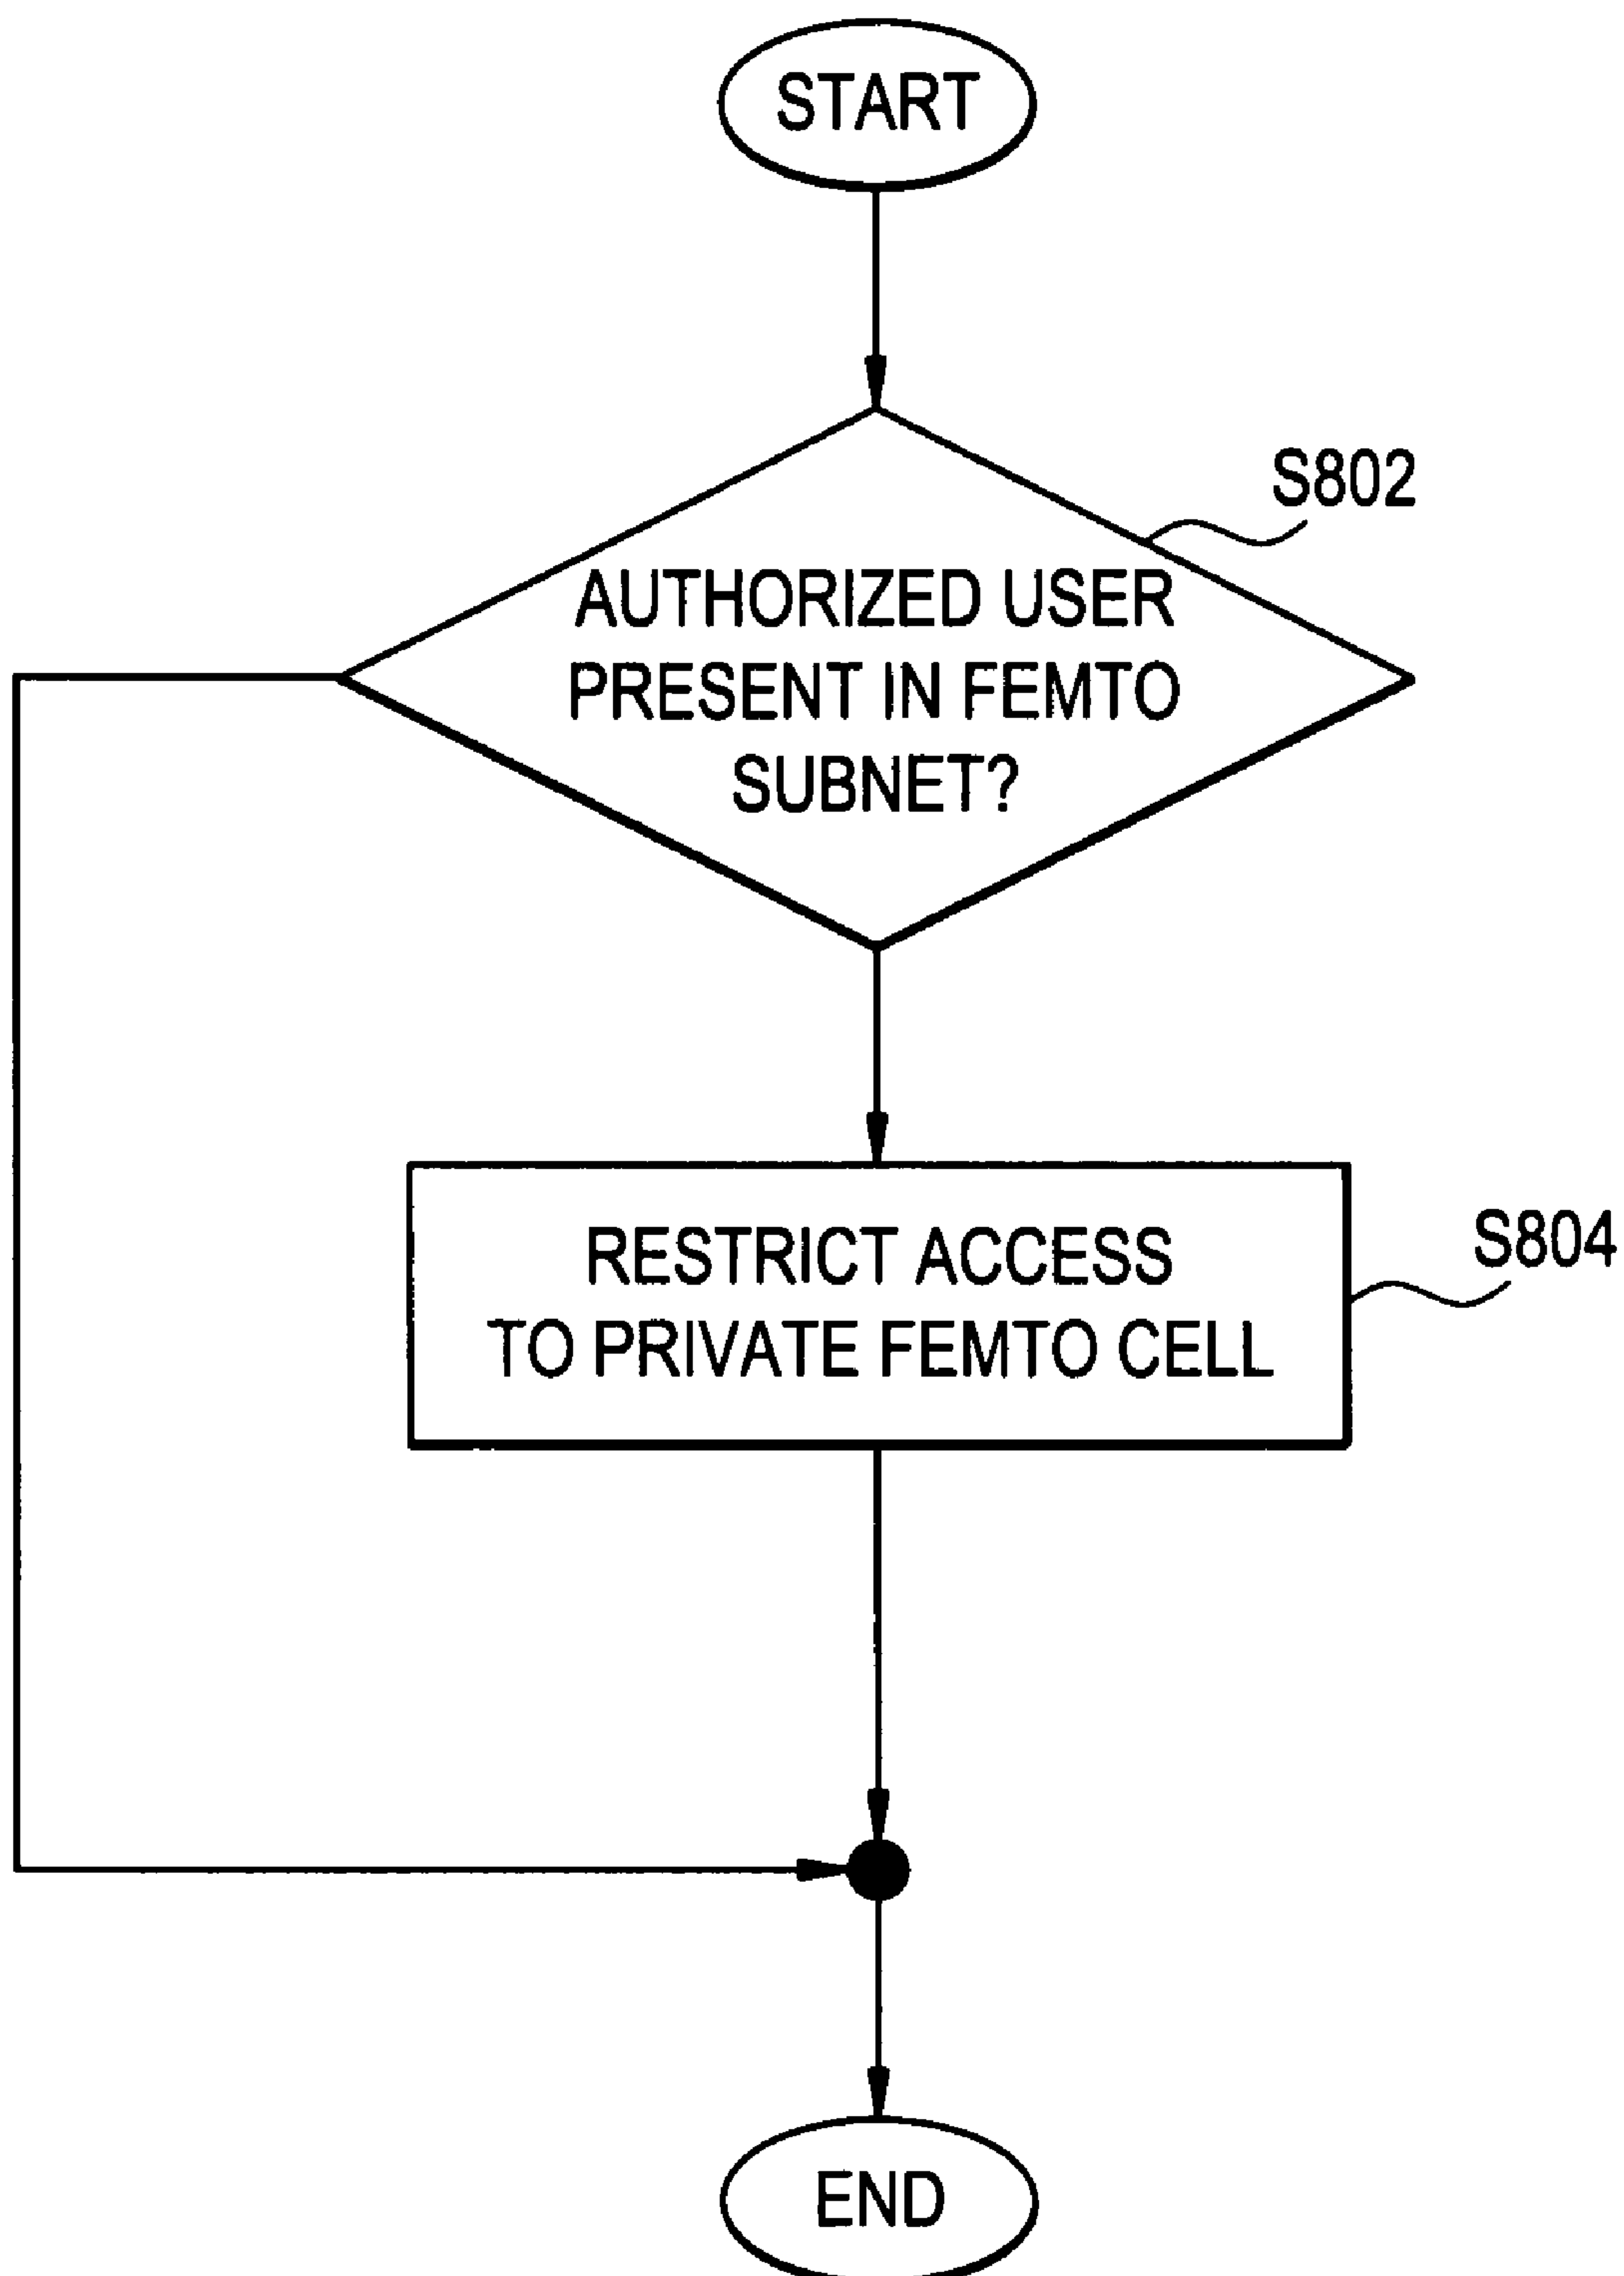 START
S802
AUTHORIZED USER
PRESENT IN FEMTO
SUBNET?
RESTRICT ACCESS
TO PRIVATE FEMTO CELL
S804
END